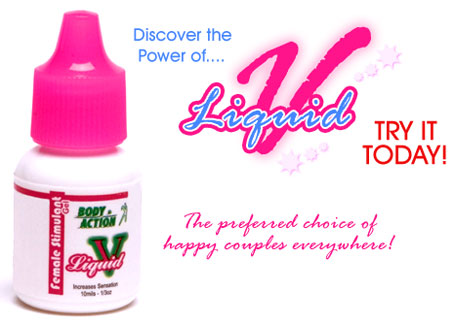 Discover the
Power of....
Liquid V
TRY IT
TODAY!
The preferred choice of
happy couples everywhere!
Female Stimulant
Gel
BODY
ACTION
Liquid V
Increases Sensation
10mils - 1/3oz